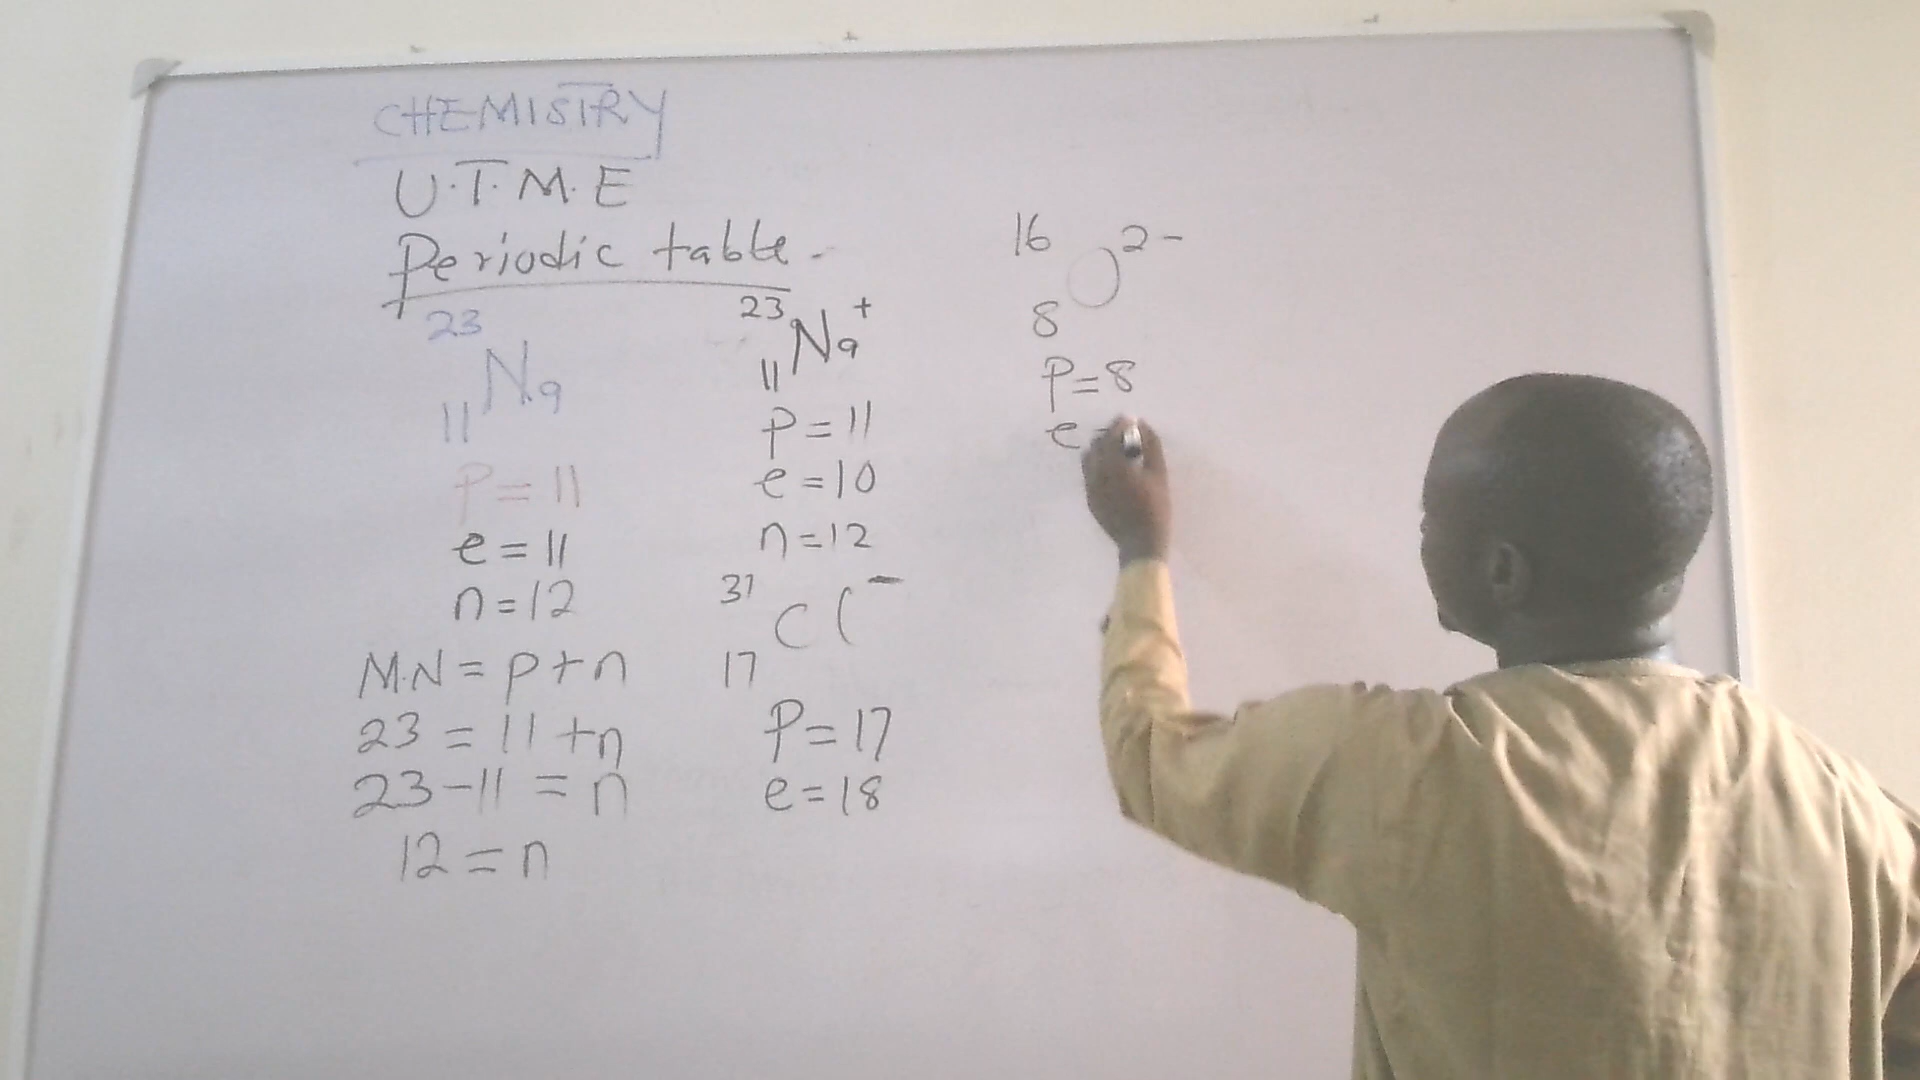 CHEMISTRY
U.T.M.E
Periodic table.
23
Na
11
P=11
e=11
n=12
M.N=p+n
23=11+n
23-11=n
12=n
23
Na+
11
P=11
e=10
n=12
37
Cl-
17
P=17
e=18
16
O2-
8
P=8
e=